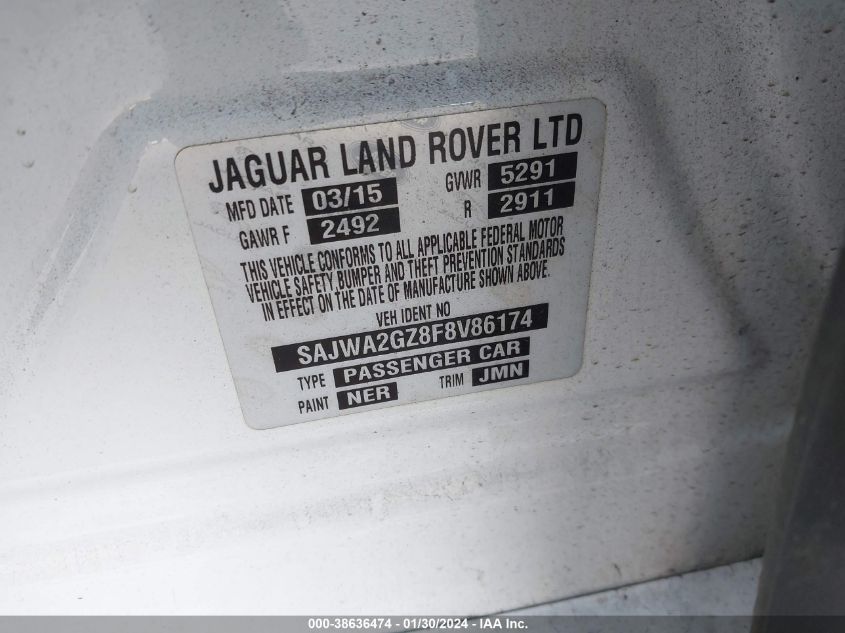 JAGUAR LAND ROVER LTD
MFD DATE 03/15 GVWR 5291
GAWR F 2492 R 2911
THIS VEHICLE CONFORMS TO ALL APPLICABLE FEDERAL MOTOR
VEHICLE SAFETY,BUMPER AND THEFT PREVENTION STANDARDS
IN EFFECT ON THE DATE OF MANUFACTURE SHOWN ABOVE.
VEH IDENT NO
SAJWA2GZ8F8V86174
TYPE PASSENGER CAR
PAINT NER TRIM JMN
000-38636474 - 01/30/2024 - IAA Inc.